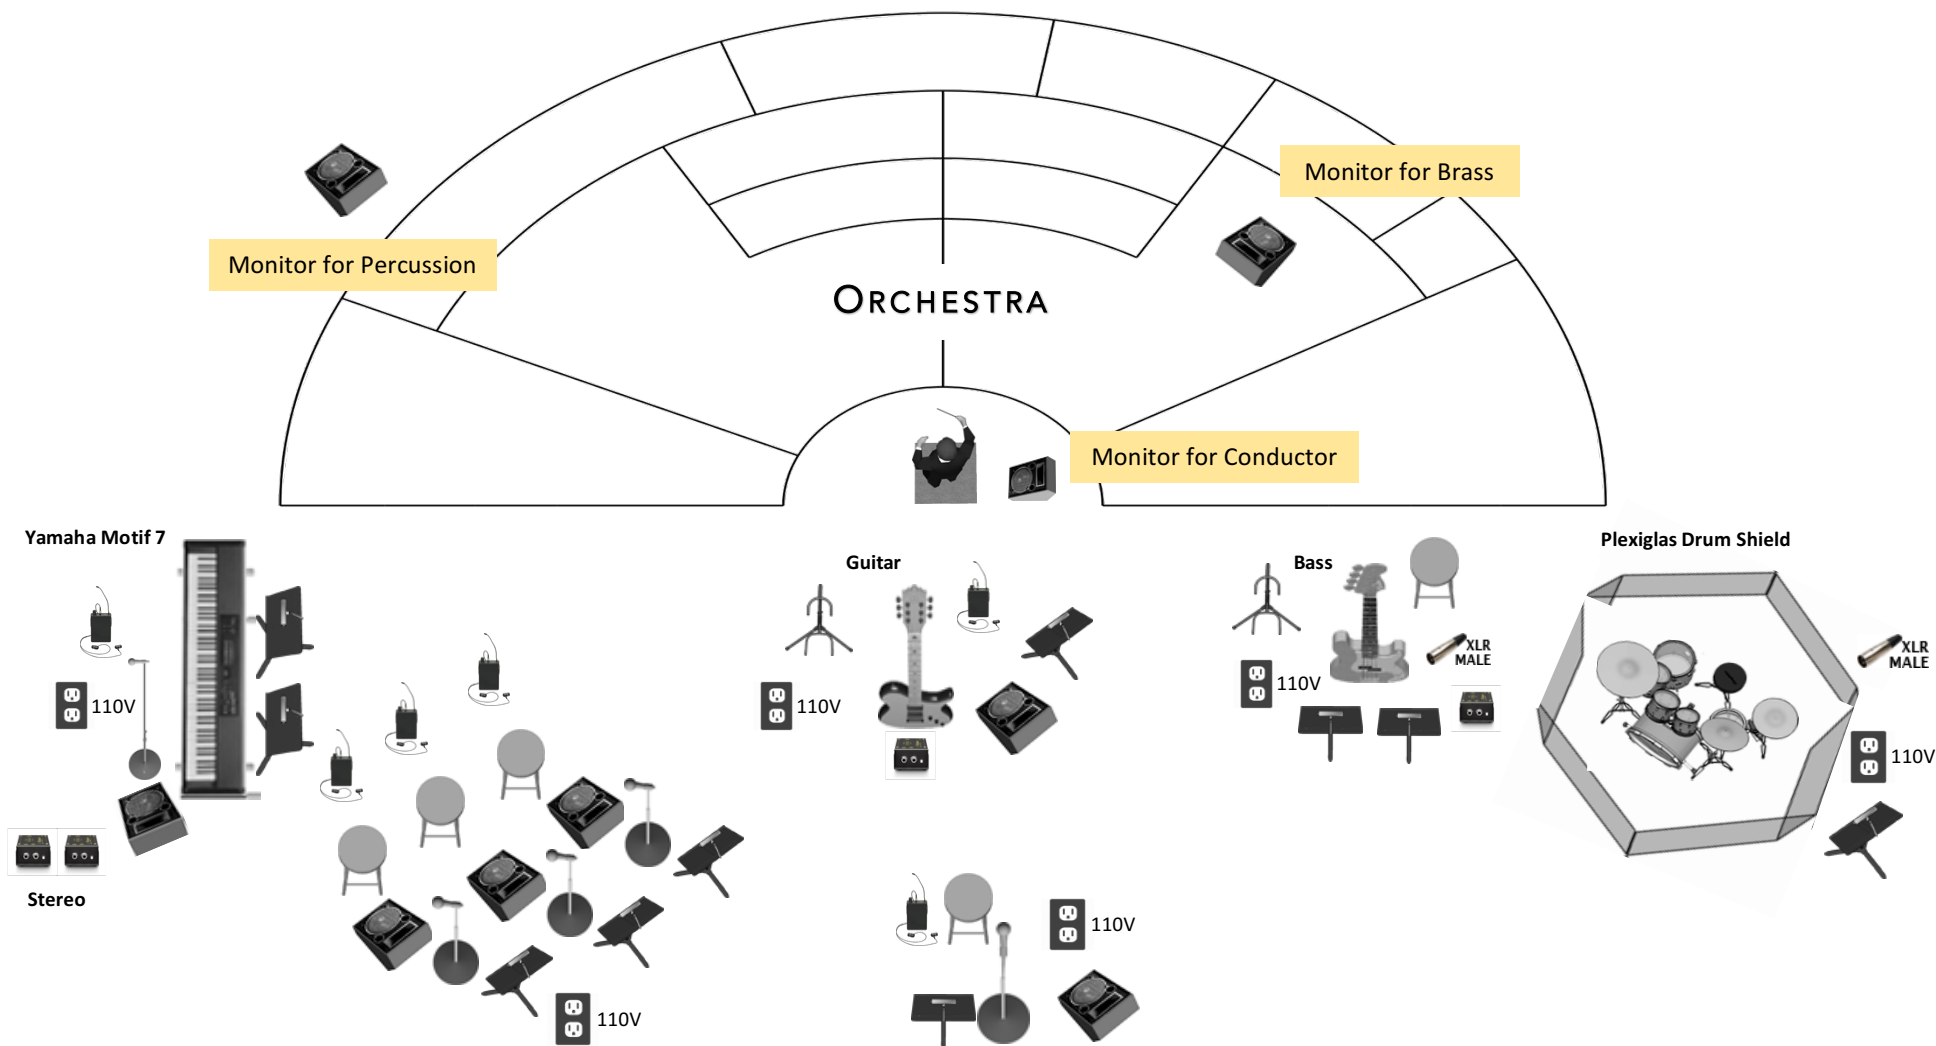 Monitor for Brass
Monitor for Percussion
ORCHESTRA
Monitor for Conductor
Yamaha Motif 7
Guitar
Bass
Plexiglas Drum Shield
XLR
MALE
XLR
MALE
110V
110V
110V
110V
Stereo
110V
110V